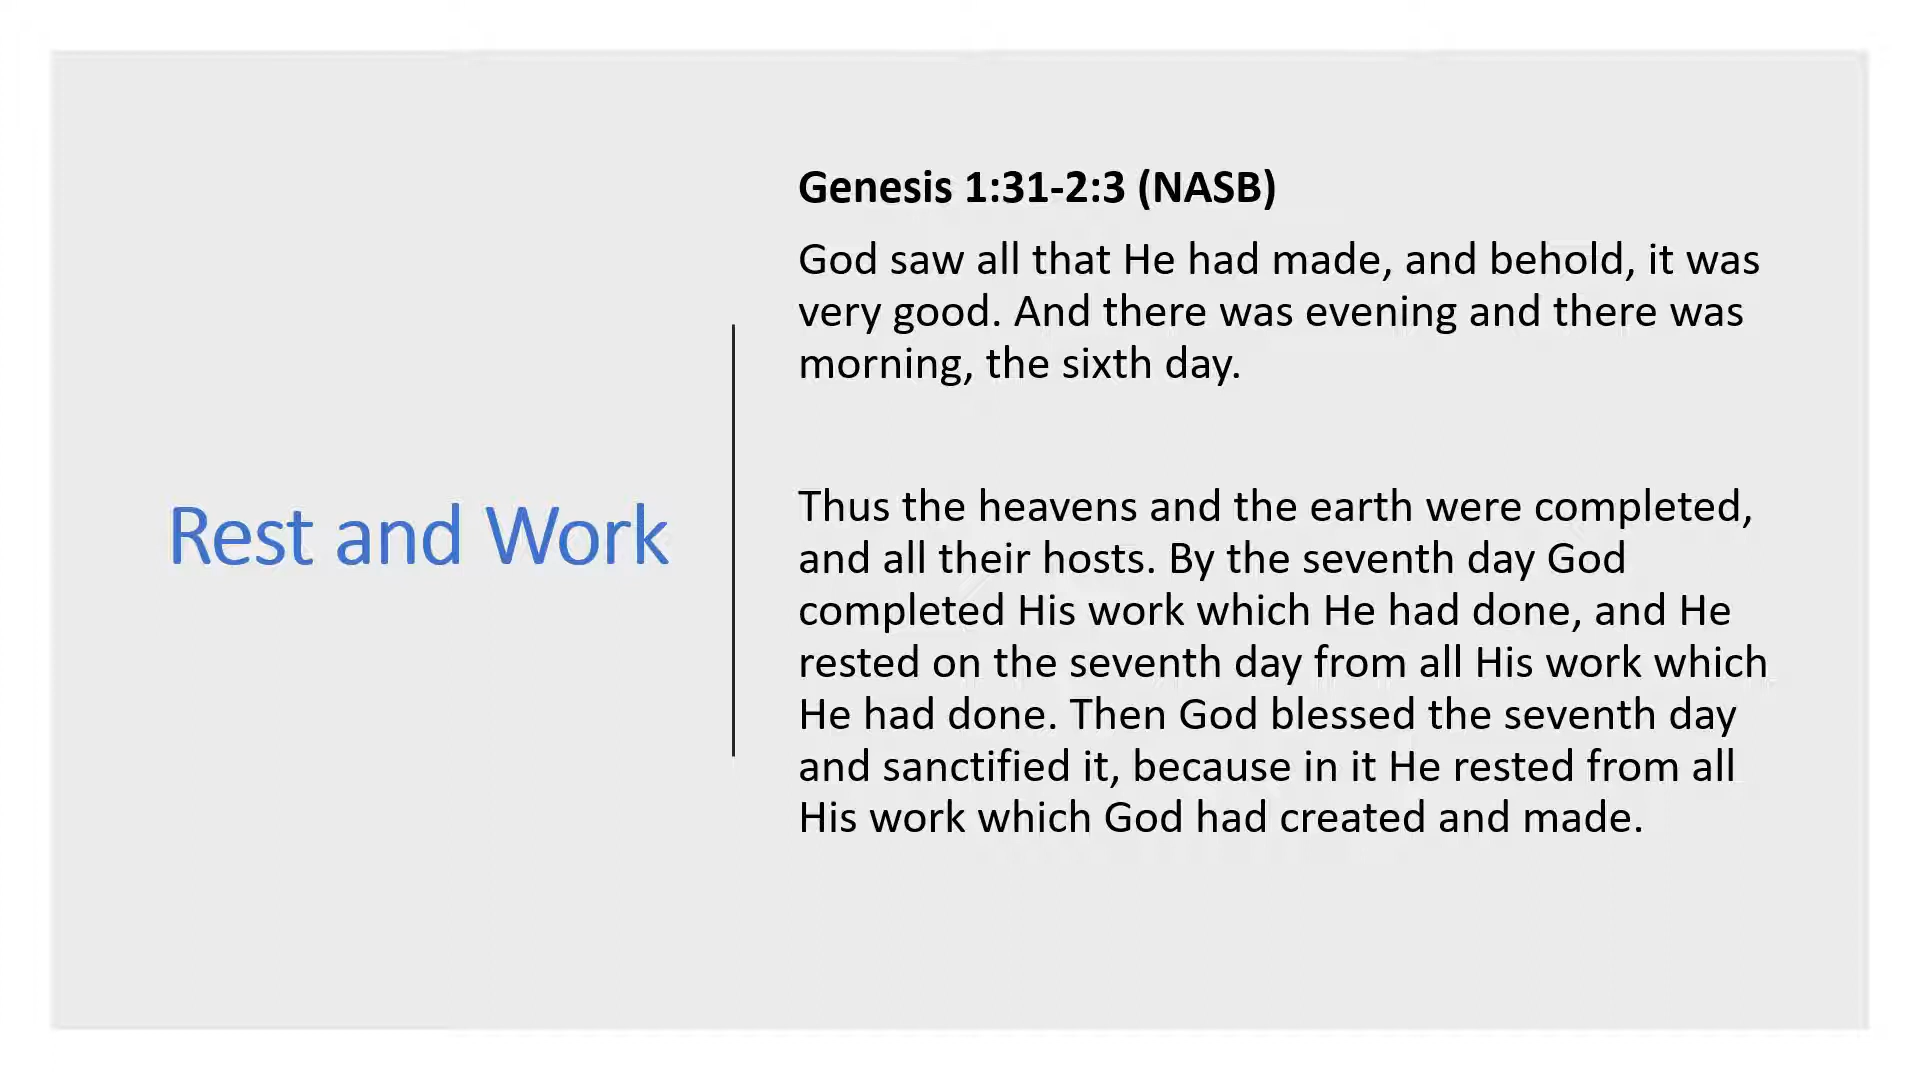 Rest and Work
Genesis 1:31-2:3 (NASB)
God saw all that He had made, and behold, it was
very good. And there was evening and there was
morning, the sixth day.
Thus the heavens and the earth were completed,
and all their hosts. By the seventh day God
completed His work which He had done, and He
rested on the seventh day from all His work which
He had done. Then God blessed the seventh day
and sanctified it, because in it He rested from all
His work which God had created and made.